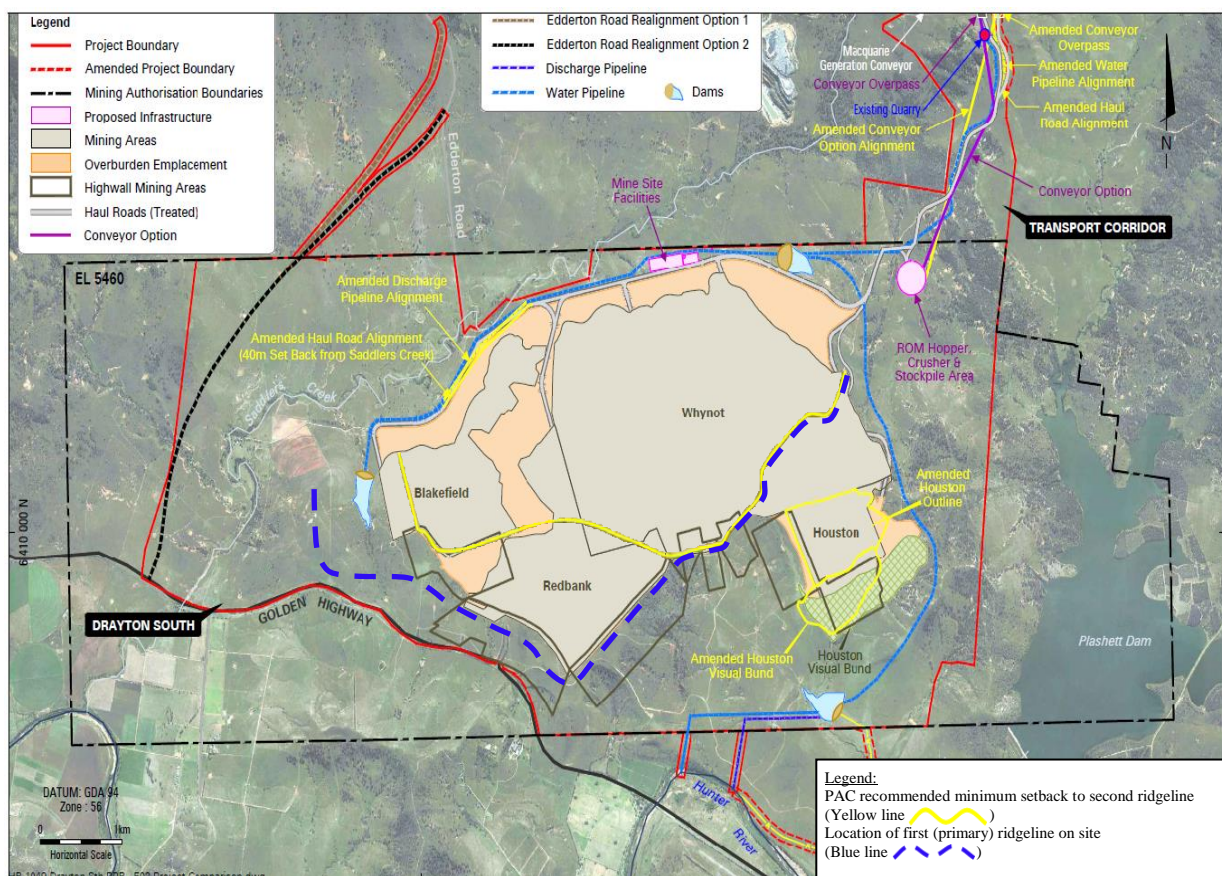 Legend
Project Boundary
Amended Project Boundary
Mining Authorisation Boundaries
Proposed Infrastructure
Mining Areas
Overburden Emplacement
Highwall Mining Areas
Haul Roads (Treated)
Conveyor Option
Edderton Road Realignment Option 1
Edderton Road Realignment Option 2
Discharge Pipeline
Water Pipeline
Dams
Macquarie
Generation Conveyor
Conveyor Overpass
Existing Quarry
Amended Conveyor
Option Alignment
Amended Conveyor
Overpass
Amended Water
Pipeline Alignment
Amended Haul
Road Alignment
N
Conveyor Option
TRANSPORT CORRIDOR
Edderton Road
Mine Site
Facilities
EL 5460
Amended Discharge
Pipeline Alignment
Amended Haul Road Alignment
(40m Set Back from Saddlers Creek)
Saddlers Creek
ROM Hopper,
Crusher &
Stockpile Area
Whynot
Blakefield
Amended
Houston
Outline
Houston
Redbank
6 410 000 N
DRAYTON SOUTH
GOLDEN HIGHWAY
Amended Houston
Visual Bund
Houston
Visual Bund
Plashett Dam
Hunter
River
DATUM: GDA 94
Zone : 56
0 1km
Horizontal Scale
Legend:
PAC recommended minimum setback to second ridgeline
(Yellow line )
Location of first (primary) ridgeline on site
(Blue line )